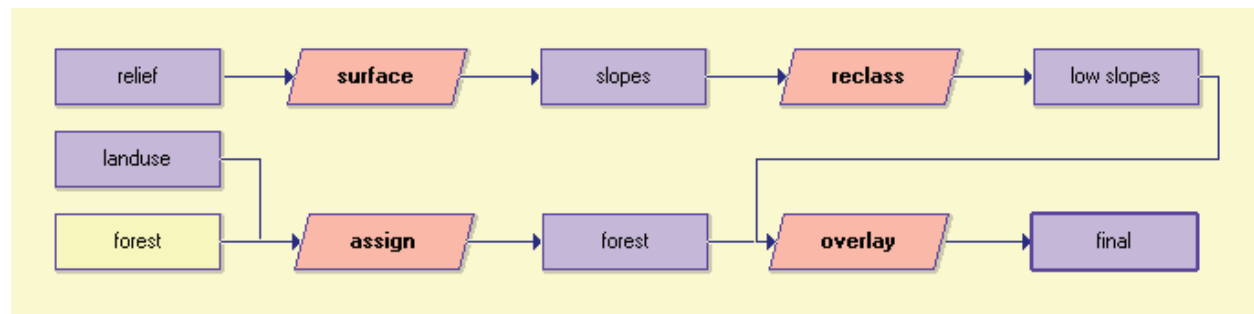 relief
surface
slopes
reclass
low slopes
landuse
forest
assign
forest
overlay
final